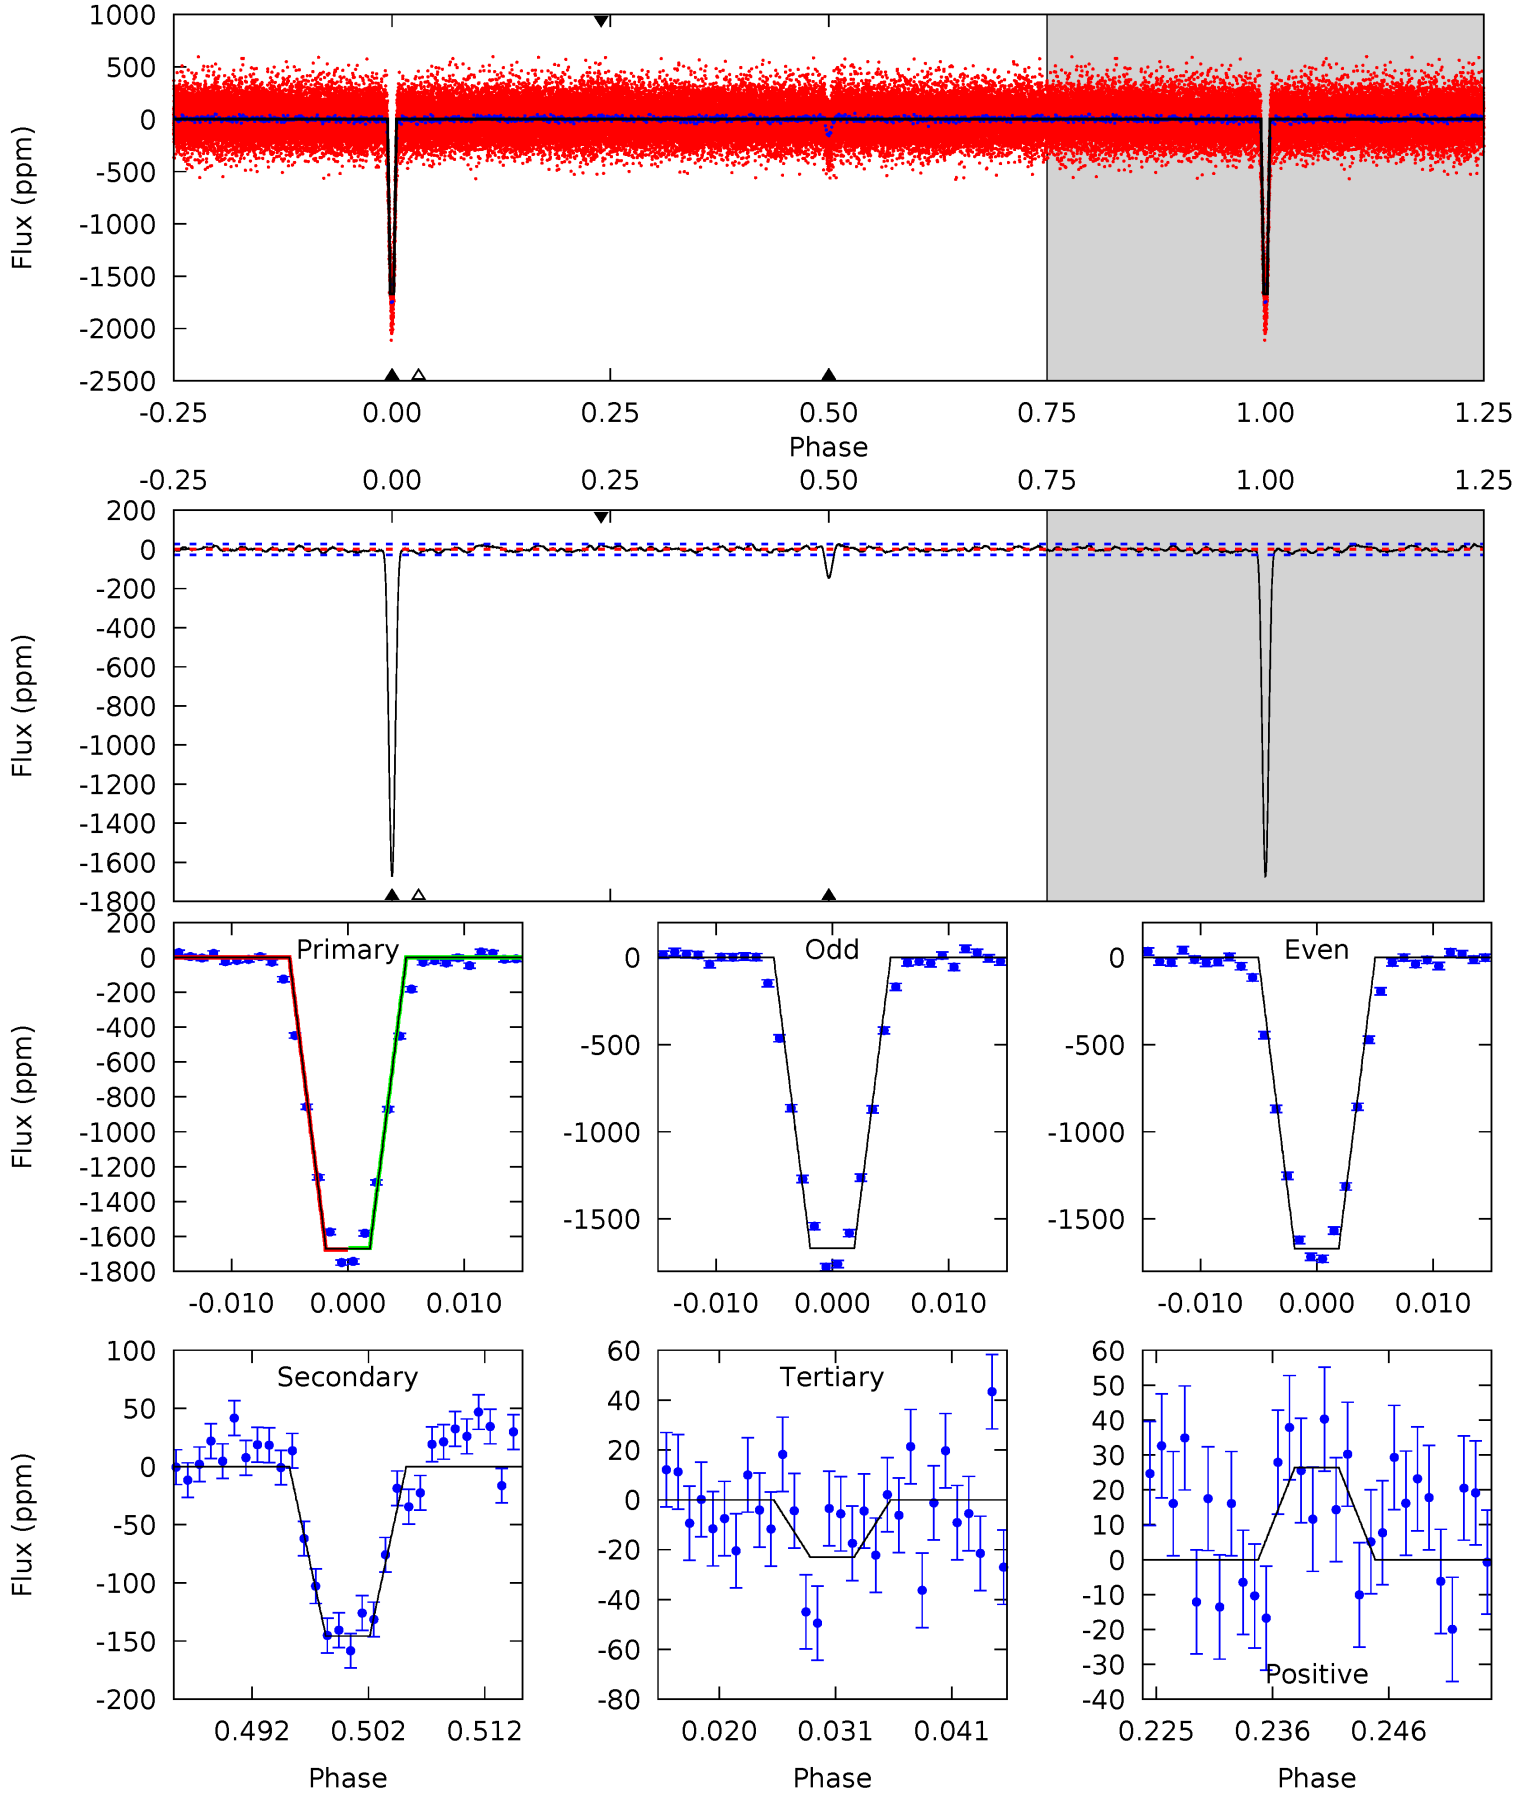 1000
500
0
-500
-1000
-1500
-2000
-2500
Flux (ppm)
-0.25 0.00 0.25 0.50 0.75 1.00 1.25
Phase
-0.25 0.00 0.25 0.50 0.75 1.00 1.25
200
0
-200
-400
-600
-800
-1000
-1200
-1400
-1600
-1800
Flux (ppm)
Primary
200
0
-200
-400
-600
-800
-1000
-1200
-1400
-1600
-1800
Flux (ppm)
-0.010 0.000 0.010
Odd
0
-500
-1000
-1500
-0.010 0.000 0.010
Even
0
-500
-1000
-1500
-0.010 0.000 0.010
Secondary
100
50
0
-50
-100
-150
-200
Flux (ppm)
0.492 0.502 0.512
Phase
Tertiary
60
40
20
0
-20
-40
-60
-80
0.020 0.031 0.041
Phase
60
50
40
30
20
10
0
-10
-20
-30
-40
Positive
0.225 0.236 0.246
Phase